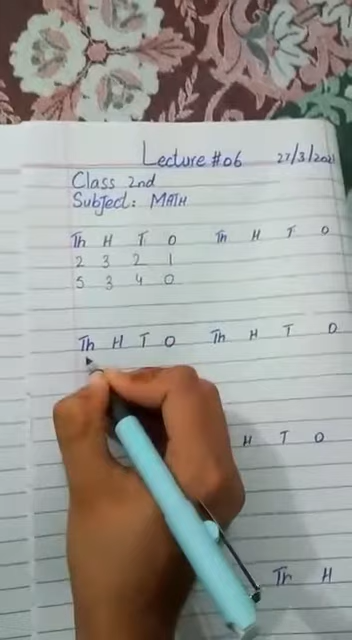 Lecture #06 27/3/2021
Class 2nd
Subject: MATH
Th H T O Th H T O
2 3 2 1
5 3 4 0
Th H T O Th H T O
H T O
Th H